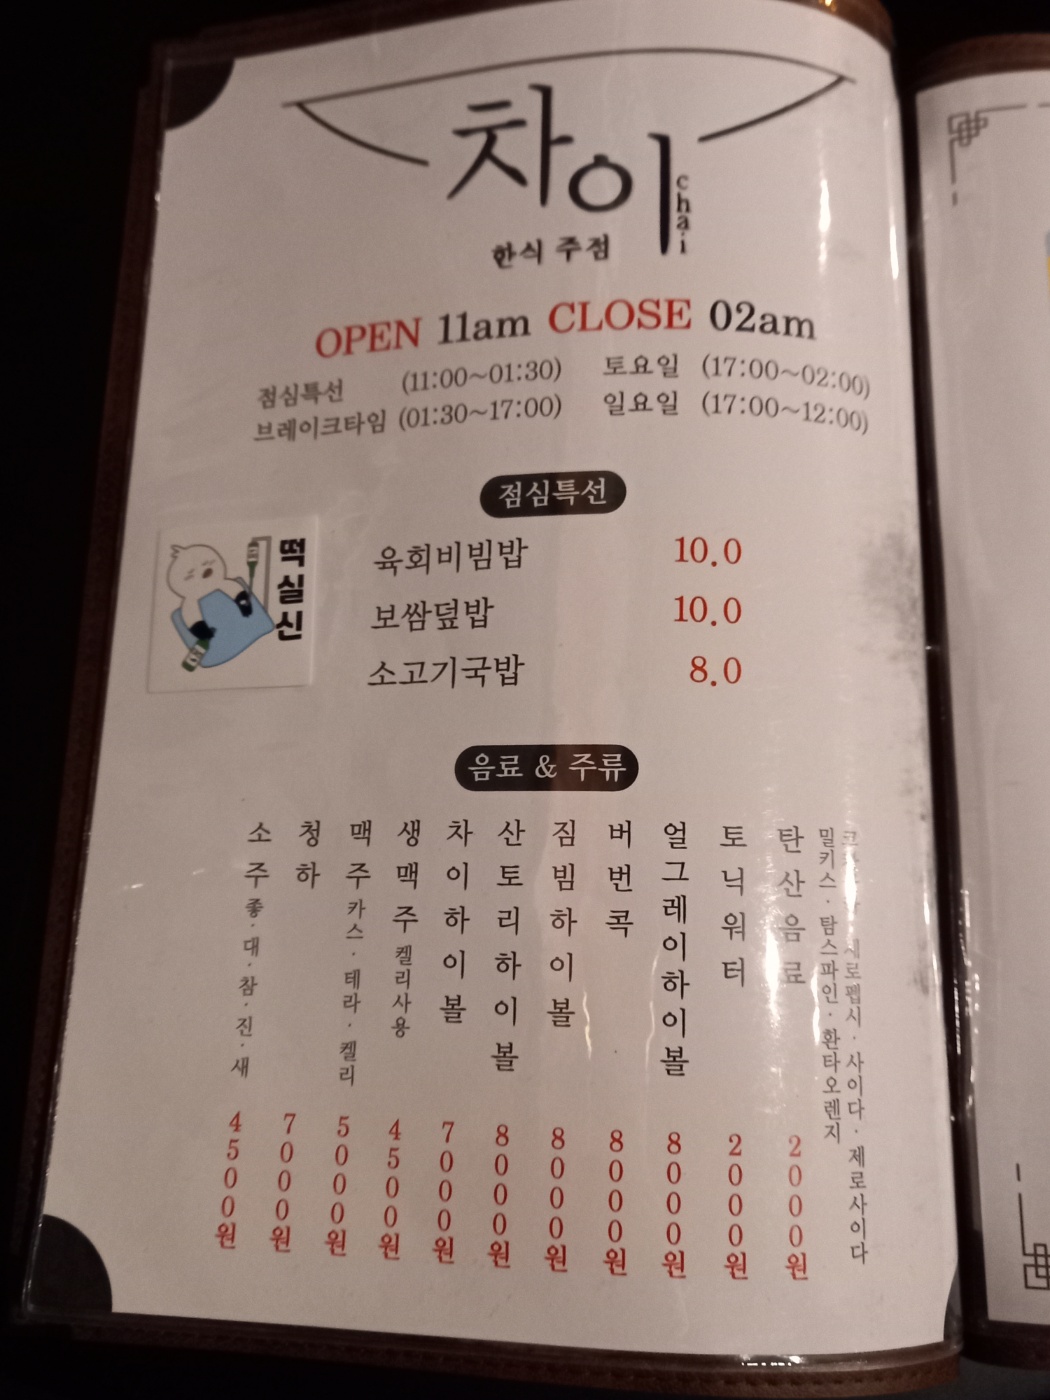 차이
chai
한식 주점
OPEN 11am CLOSE 02am
점심특선 (11:00~01:30) 토요일 (17:00~02:00)
브레이크타임 (01:30~17:00) 일요일 (17:00~12:00)
점심특선
떡실신
육회비빔밥 10.0
보쌈덮밥 10.0
소고기국밥 8.0
음료 & 주류
소주 좋·대·참·진·새 4500원
청하 7000원
맥주 카스·테라·켈리 5000원
생맥주 켈리사용 4500원
차이하이볼 7000원
산토리하이볼 8000원
짐빔하이볼 8000원
버번콕 8000원
얼그레이하이볼 8000원
토닉워터 2000원
탄산음료 2000원
밀키스·탐스파인·환타오렌지
제로펩시·사이다·제로사이다